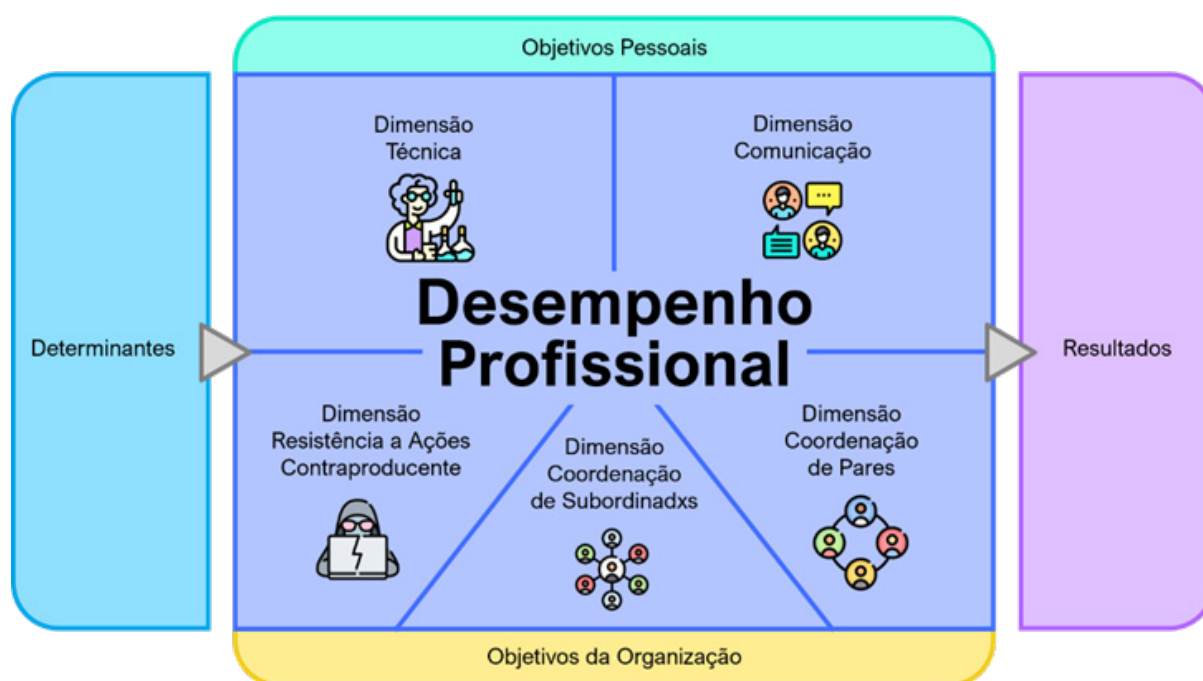 Objetivos Pessoais
Dimensão
Técnica
Dimensão
Comunicação
...
Desempenho
Profissional
Determinantes
Resultados
Dimensão
Resistência a Ações
Contraproducente
Dimensão
Coordenação
de Subordinadxs
Dimensão
Coordenação
de Pares
Objetivos da Organização